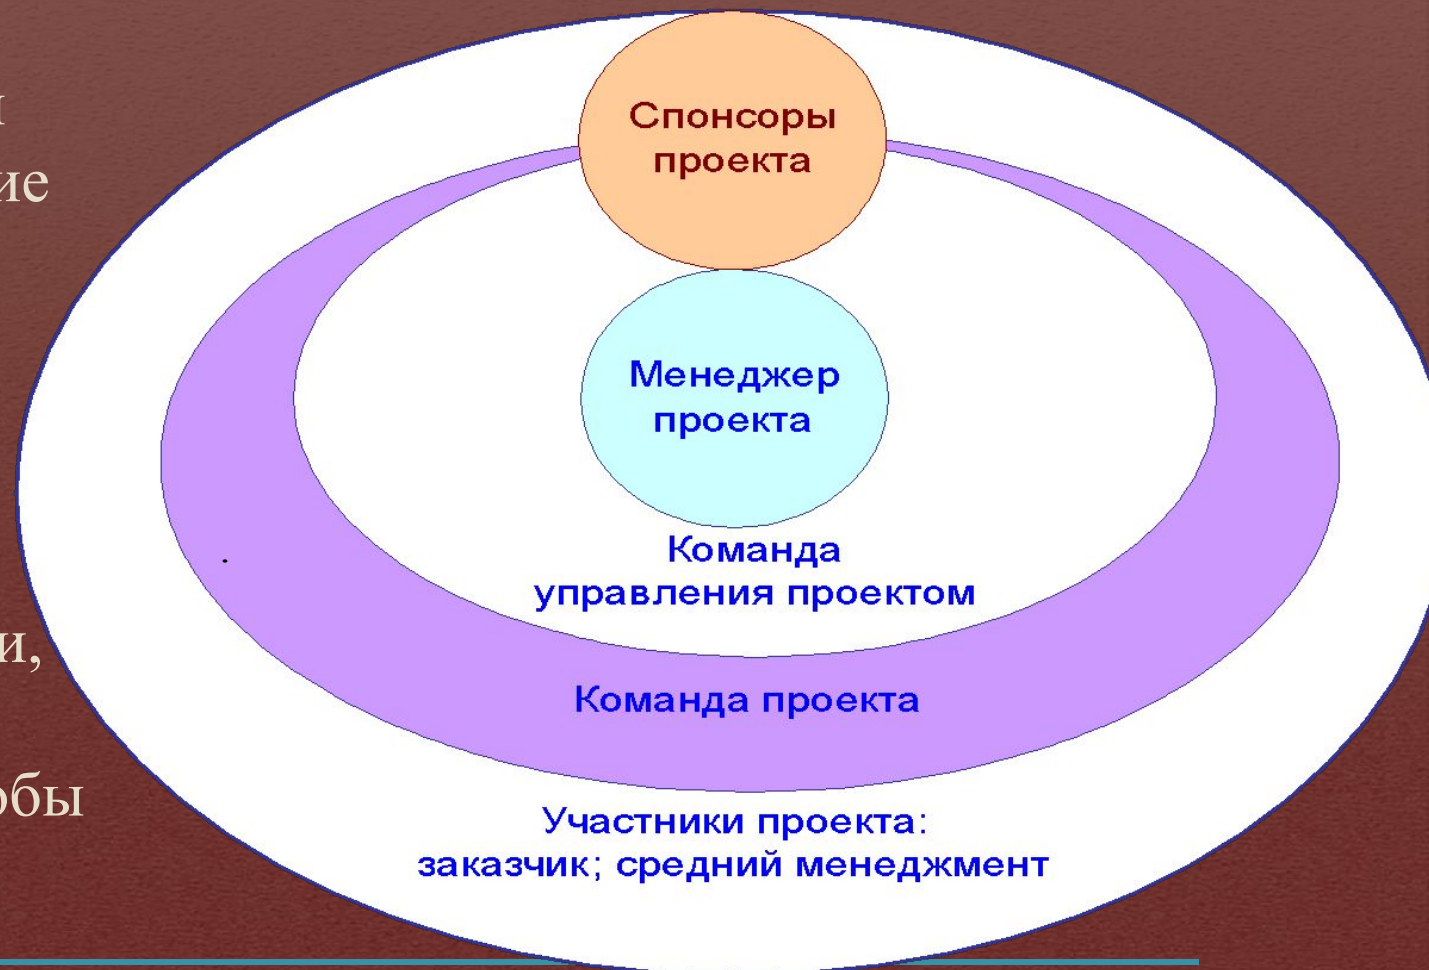 Спонсоры
проекта
Менеджер
проекта
Команда
управления проектом
Команда проекта
Участники проекта:
заказчик; средний менеджмент